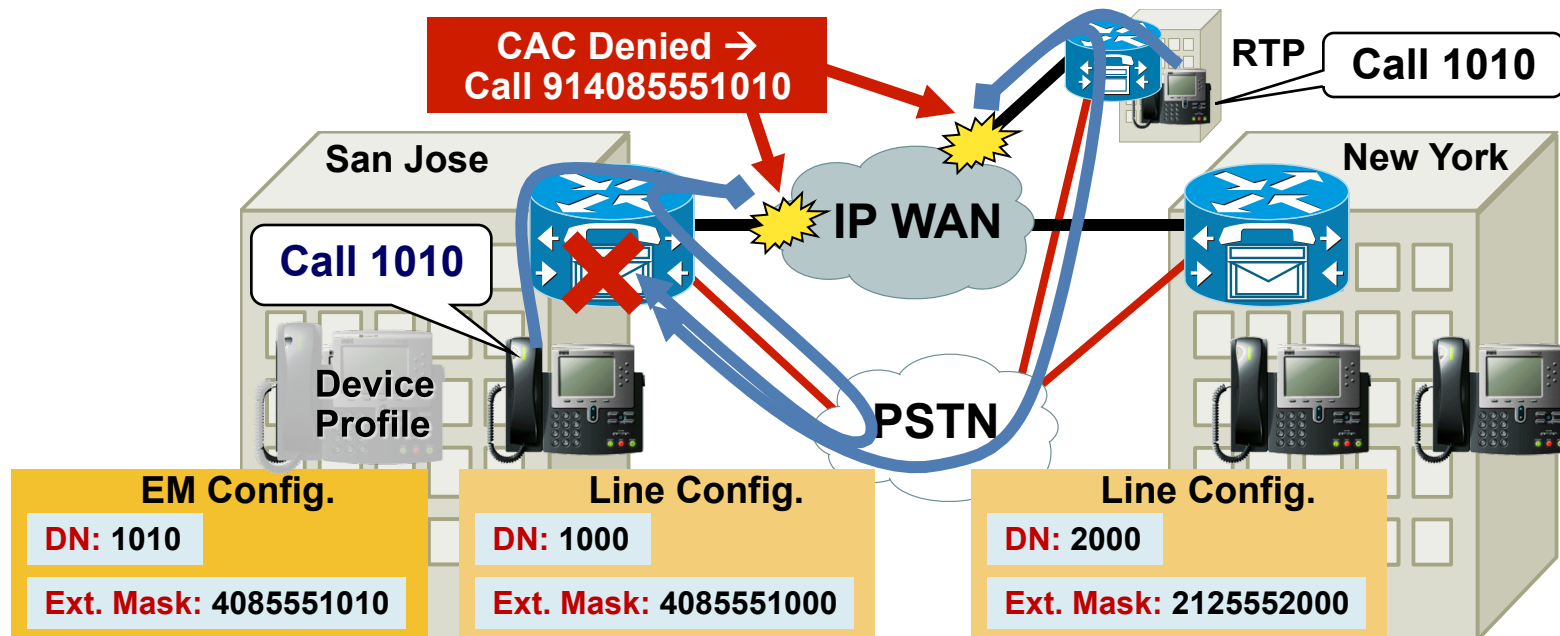 CAC Denied →
Call 914085551010
RTP
Call 1010
San Jose
New York
IP WAN
Call 1010
Device
Profile
PSTN
EM Config.
DN: 1010
Ext. Mask: 4085551010
Line Config.
DN: 1000
Ext. Mask: 4085551000
Line Config.
DN: 2000
Ext. Mask: 2125552000